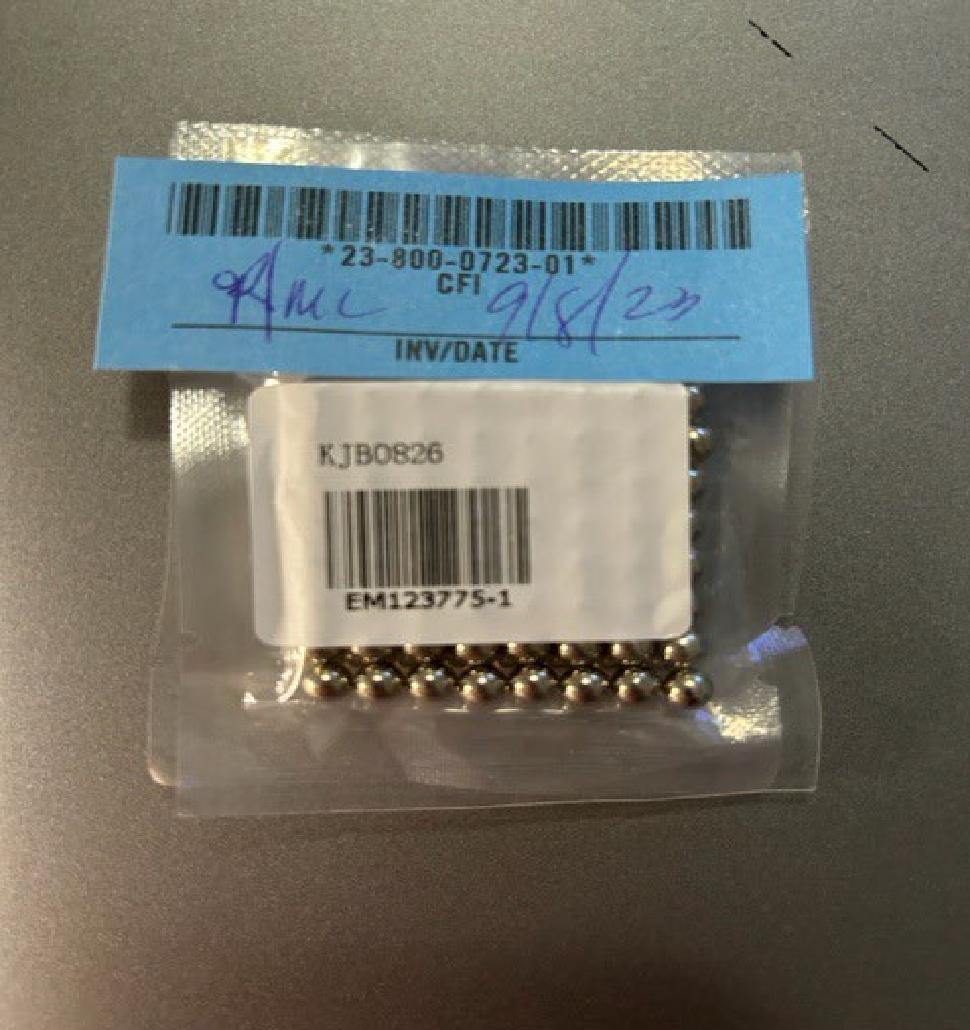 *23-800-0723-01*
CFI
9/8/23
INV/DATE
KJB0826
EM123775-1